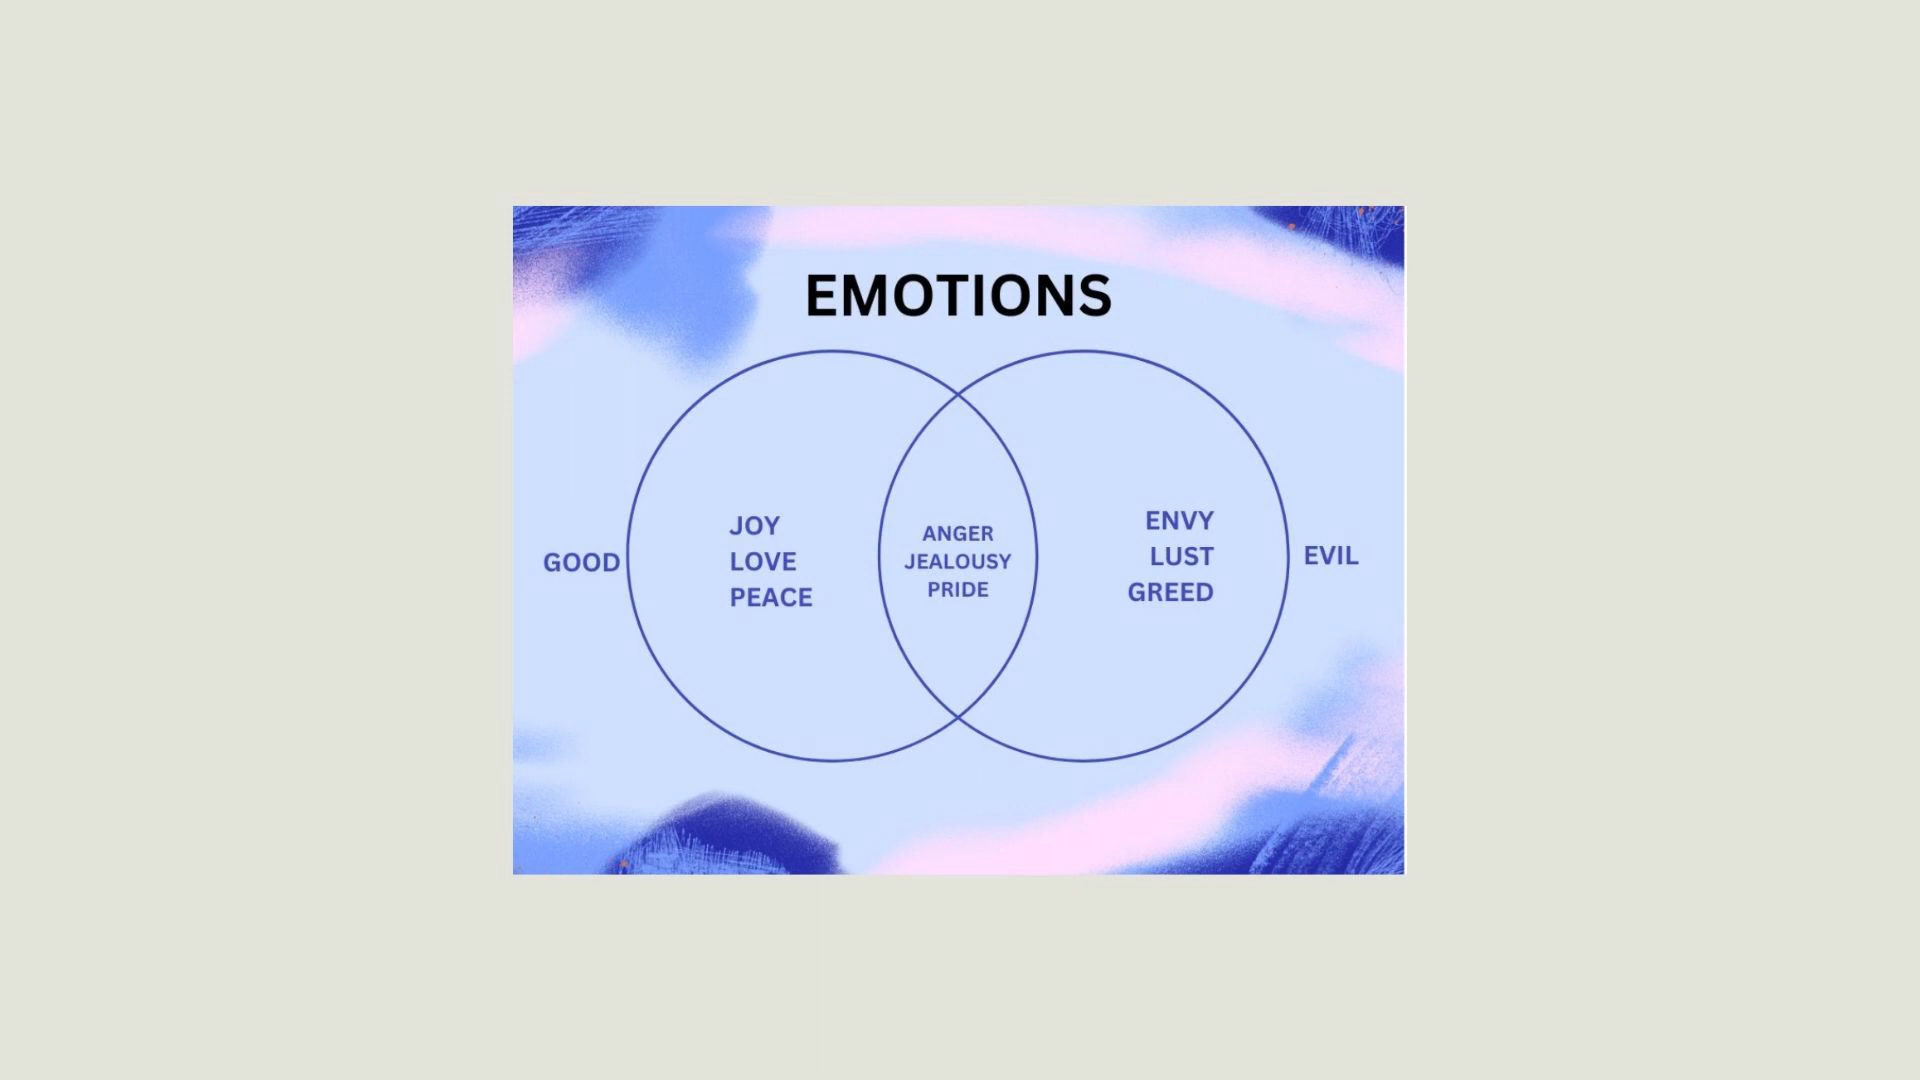 EMOTIONS
GOOD
JOY
LOVE
PEACE
ANGER
JEALOUSY
PRIDE
ENVY
LUST
GREED
EVIL